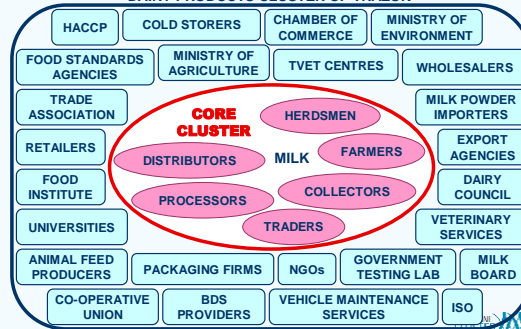 HACCP
COLD STORERS
CHAMBER OF
COMMERCE
MINISTRY OF
ENVIRONMENT
FOOD STANDARDS
AGENCIES
MINISTRY OF
AGRICULTURE
TVET CENTRES
WHOLESALERS
TRADE
ASSOCIATION
CORE
CLUSTER
HERDSMEN
MILK POWDER
IMPORTERS
RETAILERS
DISTRIBUTORS
MILK
FARMERS
EXPORT
AGENCIES
FOOD
INSTITUTE
PROCESSORS
COLLECTORS
DAIRY
COUNCIL
UNIVERSITIES
TRADERS
VETERINARY
SERVICES
ANIMAL FEED
PRODUCERS
PACKAGING FIRMS
NGOs
GOVERNMENT
TESTING LAB
MILK
BOARD
CO-OPERATIVE
UNION
BDS
PROVIDERS
VEHICLE MAINTENANCE
SERVICES
ISO